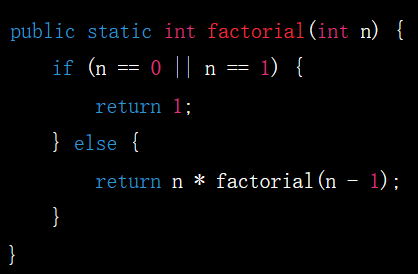 public static int factorial(int n) {
    if (n == 0 || n == 1) {
        return 1;
    } else {
        return n * factorial(n - 1);
    }
}